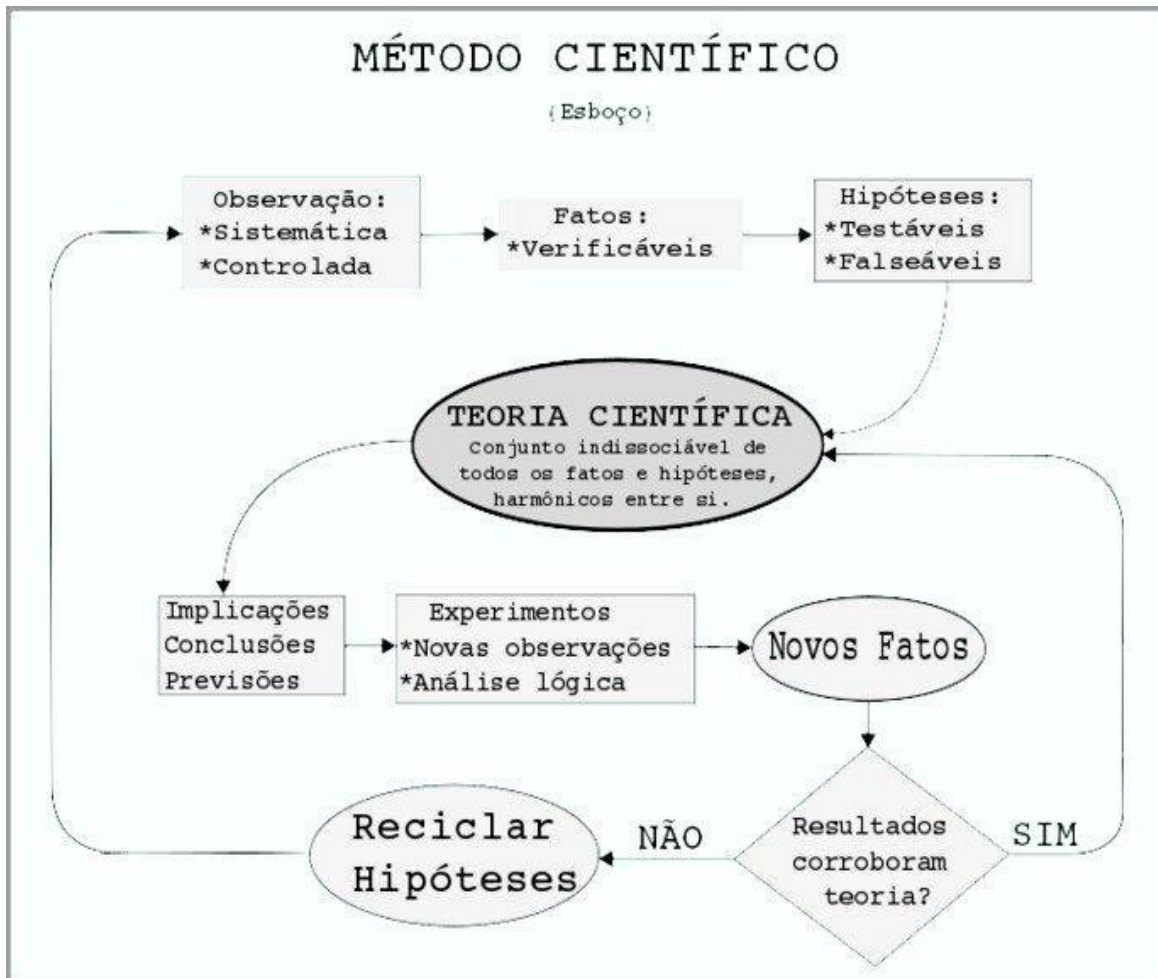 MÉTODO CIENTÍFICO
(Esboço)
Observação:
*Sistemática
*Controlada
Fatos:
*Verificáveis
Hipóteses:
*Testáveis
*Falseáveis
TEORIA CIENTÍFICA
Conjunto indissociável de
todos os fatos e hipóteses,
harmônicos entre si.
Implicações
Conclusões
Previsões
Experimentos
*Novas observações
*Análise lógica
Novos Fatos
Resultados
corroboram
teoria?
SIM
NÃO
Reciclar
Hipóteses